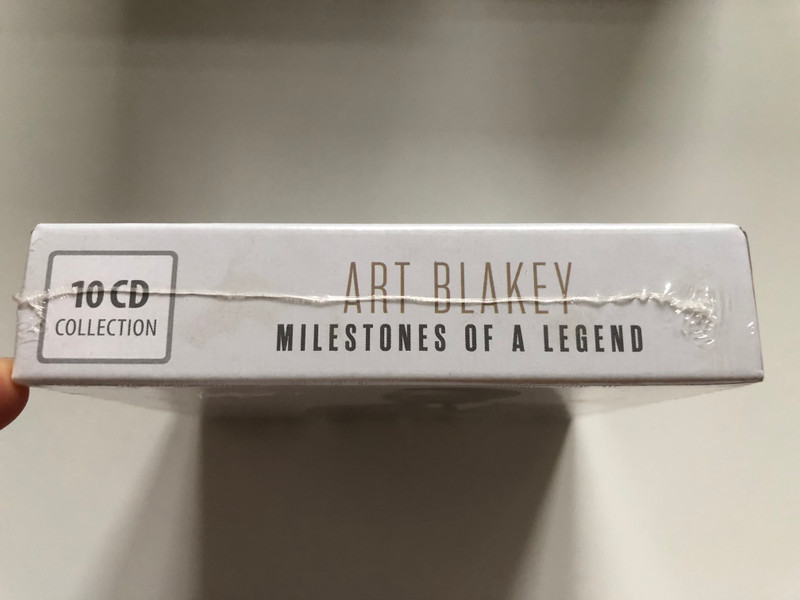 10 CD
COLLECTION
ART BLAKEY
MILESTONES OF A LEGEND